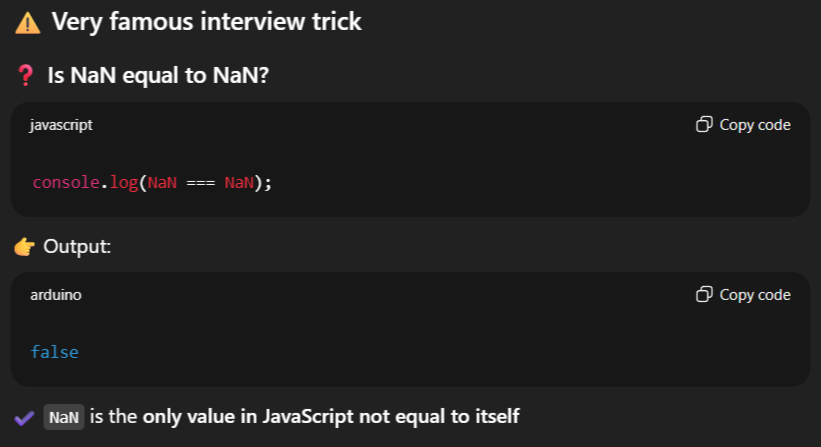 ⚠️ Very famous interview trick
❓ Is NaN equal to NaN?
javascript Copy code
console.log(NaN === NaN);
👉 Output:
arduino Copy code
false
✔ NaN is the only value in JavaScript not equal to itself